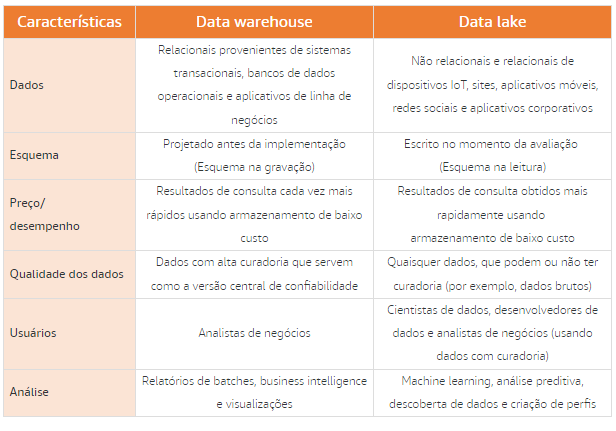 Características
Data warehouse
Data lake
Dados
Relacionais provenientes de sistemas
transacionais, bancos de dados
operacionais e aplicativos de linha de
negócios
Não relacionais e relacionais de
dispositivos IoT, sites, aplicativos móveis,
redes sociais e aplicativos corporativos
Esquema
Projetado antes da implementação
(Esquema na gravação)
Escrito no momento da avaliação
(Esquema na leitura)
Preço/
desempenho
Resultados de consulta cada vez mais
rápidos usando armazenamento de baixo
custo
Resultados de consulta obtidos mais
rapidamente usando
armazenamento de baixo custo
Qualidade dos dados
Dados com alta curadoria que servem
como a versão central de confiabilidade
Quaisquer dados, que podem ou não ter
curadoria (por exemplo, dados brutos)
Usuários
Analistas de negócios
Cientistas de dados, desenvolvedores de
dados e analistas de negócios (usando
dados com curadoria)
Análise
Relatórios de batches, business intelligence
e visualizações
Machine learning, análise preditiva,
descoberta de dados e criação de perfis